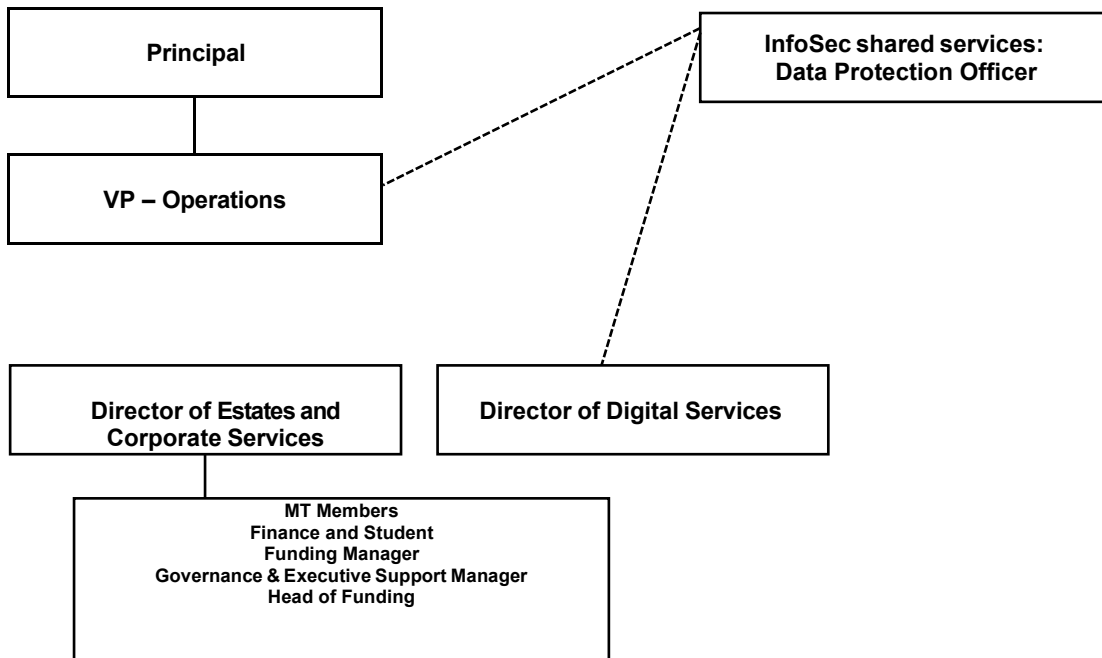 Principal
InfoSec shared services:
Data Protection Officer
VP – Operations
Director of Estates and
Corporate Services
Director of Digital Services
MT Members
Finance and Student
Funding Manager
Governance & Executive Support Manager
Head of Funding